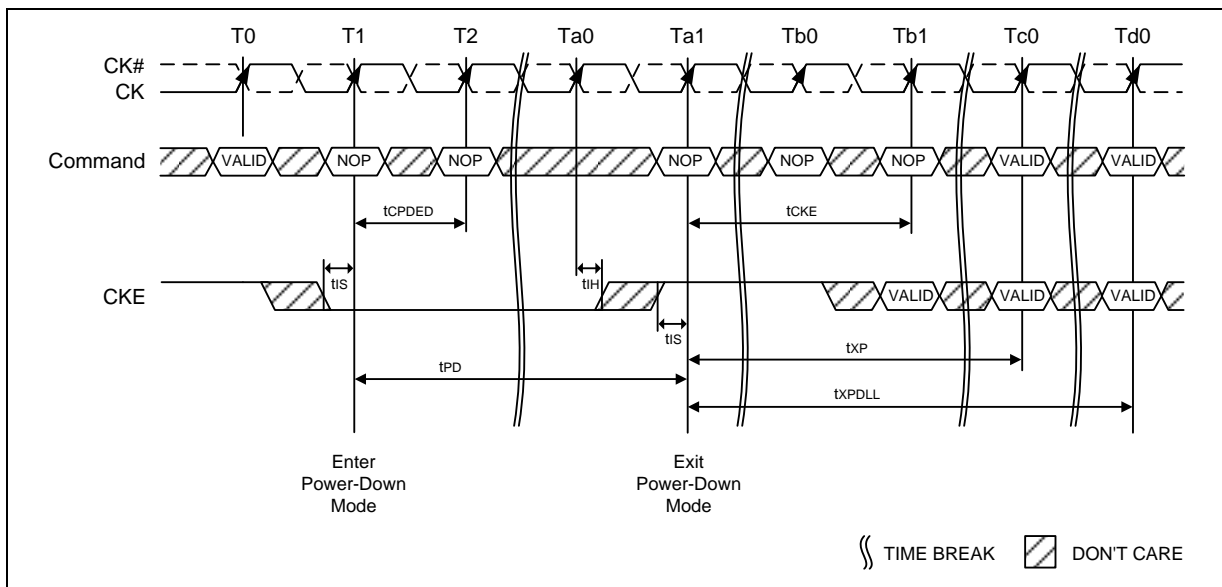 T0 T1 T2 Ta0 Ta1 Tb0 Tb1 Tc0 Td0
CK#
CK
Command VALID NOP NOP NOP NOP NOP VALID VALID
tCPDED tCKE
tIS tIH
CKE VALID VALID VALID
tIS
tXP
tPD
tXPDLL
Enter
Power-Down
Mode
Exit
Power-Down
Mode
TIME BREAK DON'T CARE